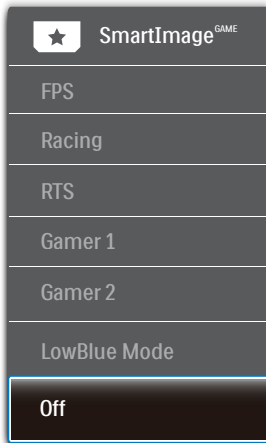 SmartImage GAME
FPS
Racing
RTS
Gamer 1
Gamer 2
LowBlue Mode
Off